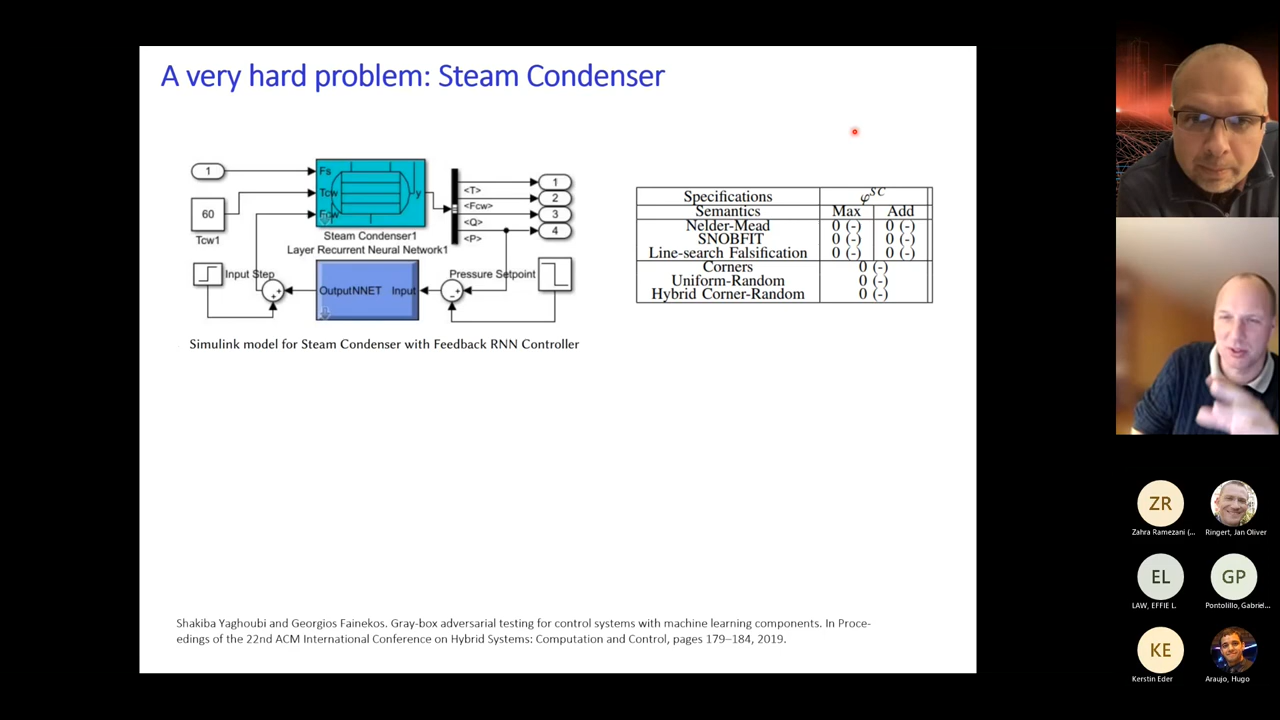 A very hard problem: Steam Condenser
1
Fs
60
Tcw
Tcw1
y
Steam Condenser1
Layer Recurrent Neural Network1
<T>
<Fcw>
<Q>
<P>
1
2
3
4
Input Step
OutputNNET Input
Pressure Setpoint
Simulink model for Steam Condenser with Feedback RNN Controller
Specifications φSC
Semantics Max Add
Nelder-Mead 0 (-) 0 (-)
SNOBFIT 0 (-) 0 (-)
Line-search Falsification 0 (-) 0 (-)
Corners 0 (-)
Uniform-Random 0 (-)
Hybrid Corner-Random 0 (-)
Shakiba Yaghoubi and Georgios Fainekos. Gray-box adversarial testing for control systems with machine learning components. In Proce-
edings of the 22nd ACM International Conference on Hybrid Systems: Computation and Control, pages 179–184, 2019.
ZR
Zahra Ramezani (...
Ringert, Jan Oliver
EL
LAW, EFFIE L.
GP
Pontolillo, Gabriel...
KE
Kerstin Eder
Araujo, Hugo